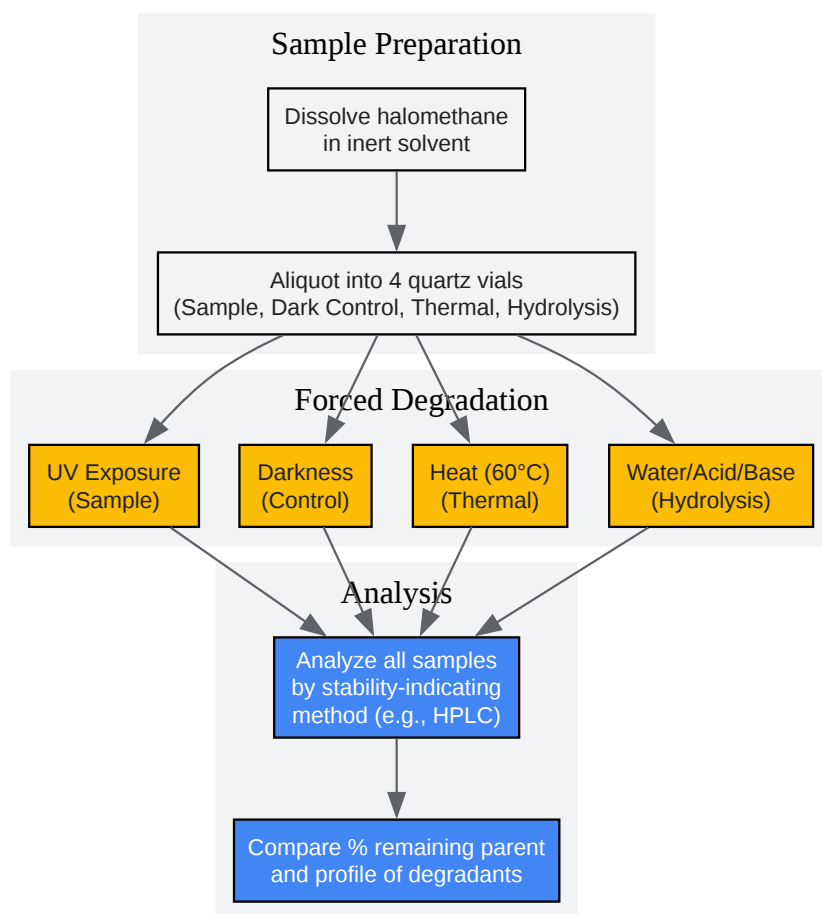 Sample Preparation
Dissolve halomethane
in inert solvent
Aliquot into 4 quartz vials
(Sample, Dark Control, Thermal, Hydrolysis)
Forced Degradation
UV Exposure
(Sample)
Darkness
(Control)
Heat (60°C)
(Thermal)
Water/Acid/Base
(Hydrolysis)
Analysis
Analyze all samples
by stability-indicating
method (e.g., HPLC)
Compare % remaining parent
and profile of degradants